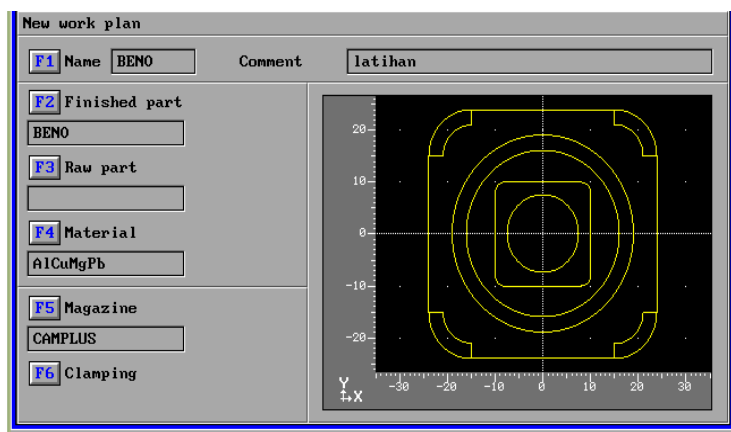 New work plan
F1 Name BENO Comment latihan
F2 Finished part
BENO
F3 Raw part
F4 Material
AlCuMgPb
F5 Magazine
CAMPLUS
F6 Clamping
20
10
0
-10
-20
Y
X
-30 -20 -10 0 10 20 30